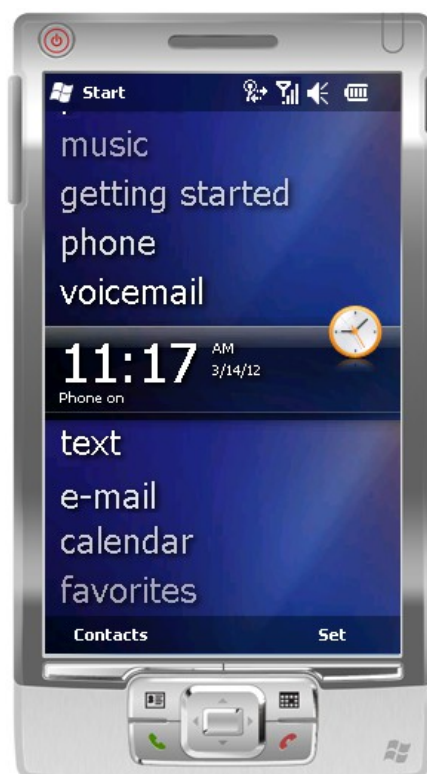 Start
music
getting started
phone
voicemail
11:17 AM
3/14/12
Phone on
text
e-mail
calendar
favorites
Contacts Set